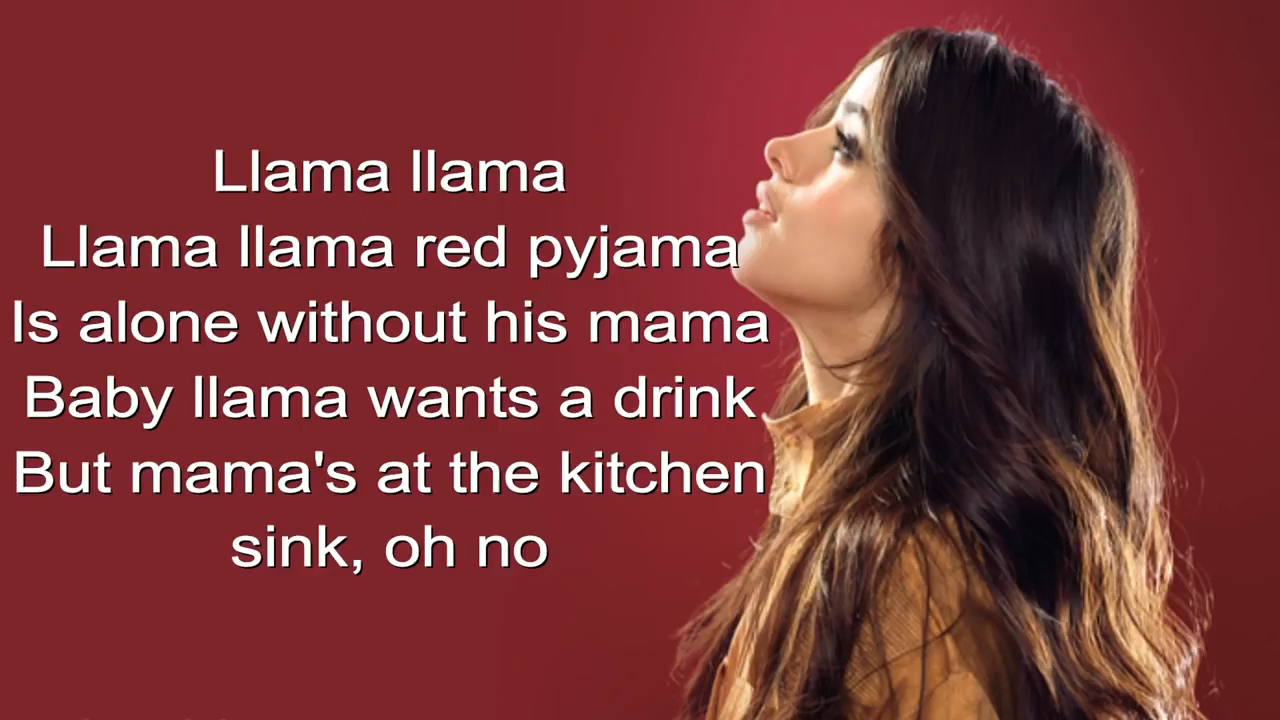 Llama llama
Llama llama red pyjama
Is alone without his mama
Baby llama wants a drink
But mama's at the kitchen
sink, oh no